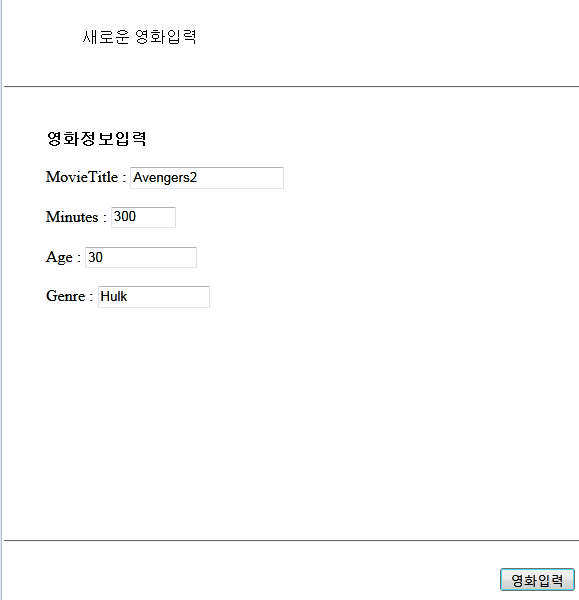 새로운 영화입력
영화정보입력
MovieTitle : Avengers2
Minutes : 300
Age : 30
Genre : Hulk
영화입력